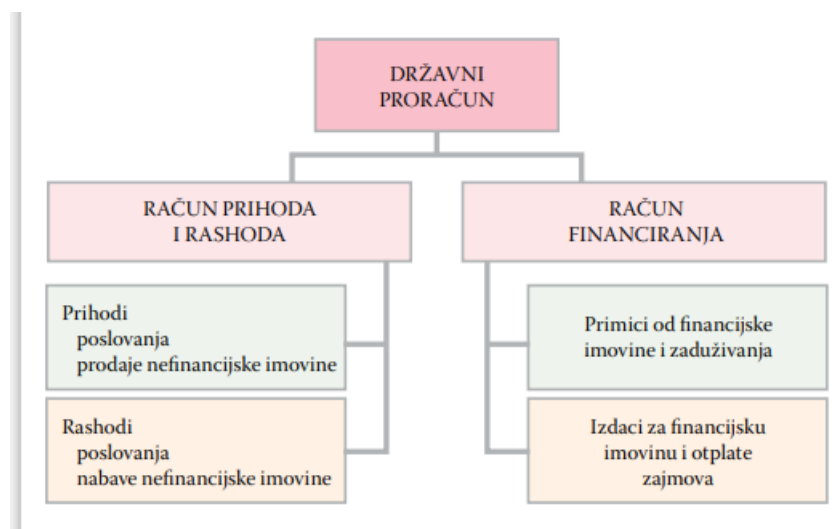 DRŽAVNI
PRORAČUN
RAČUN PRIHODA
I RASHODA
RAČUN
FINANCIRANJA
Prihodi
poslovanja
prodaje nefinancijske imovine
Primici od financijske
imovine i zaduživanja
Rashodi
poslovanja
nabave nefinancijske imovine
Izdaci za financijsku
imovinu i otplate
zajmova